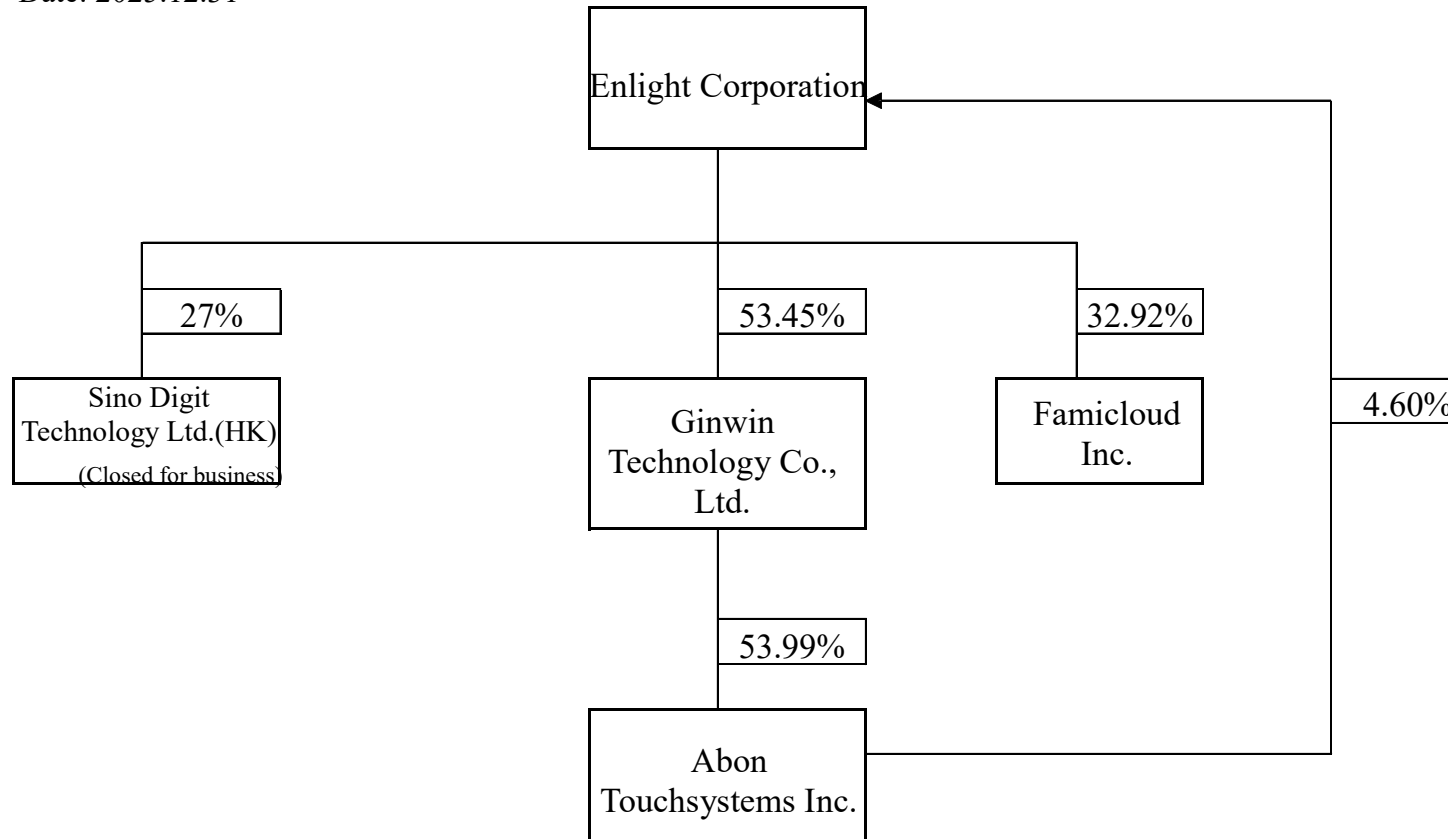 Enlight Corporation
27%
53.45%
32.92%
4.60%
Sino Digit
Technology Ltd.(HK)
(Closed for business)
Ginwin
Technology Co.,
Ltd.
Famicloud
Inc.
53.99%
Abon
Touchsystems Inc.